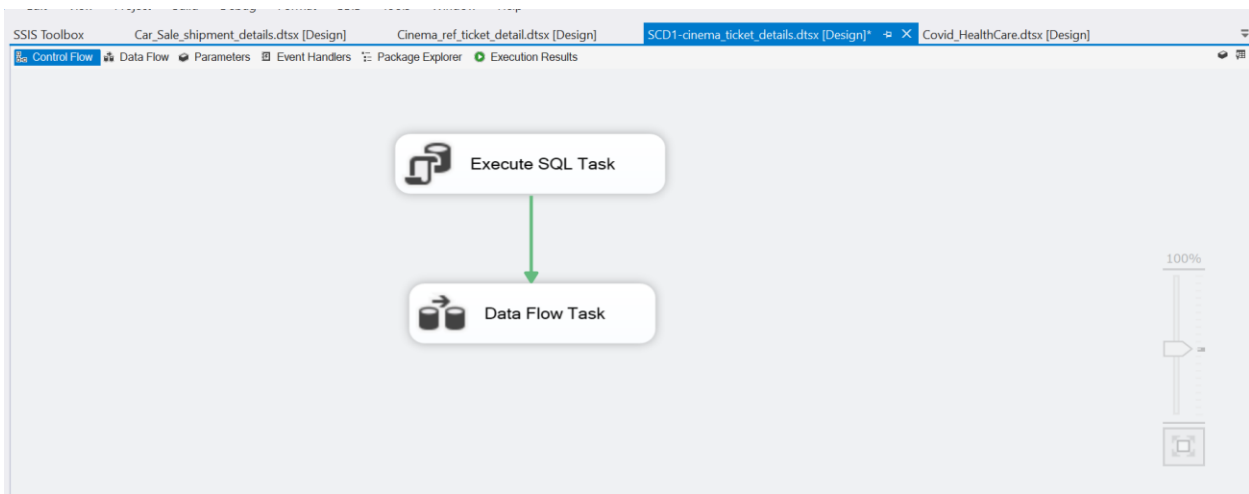 SSIS Toolbox Car_Sale_shipment_details.dtsx [Design] Cinema_ref_ticket_detail.dtsx [Design] SCD1-cinema_ticket_details.dtsx [Design]* Covid_HealthCare.dtsx [Design]
Control Flow Data Flow Parameters Event Handlers Package Explorer Execution Results
Execute SQL Task
Data Flow Task
100%